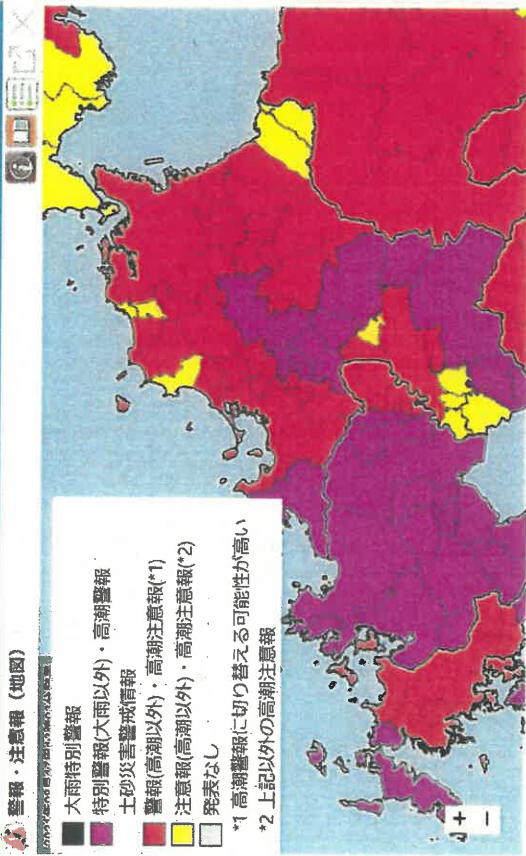 警報・注意報（地図）
大雨特別警報
特別警報(大雨以外)・高潮警報
土砂災害警戒情報
警報(高潮以外)・高潮注意報(*1)
注意報(高潮以外)・高潮注意報(*2)
発表なし
*1 高潮警報に切り替える可能性が高い
*2 上記以外の高潮注意報
+
−